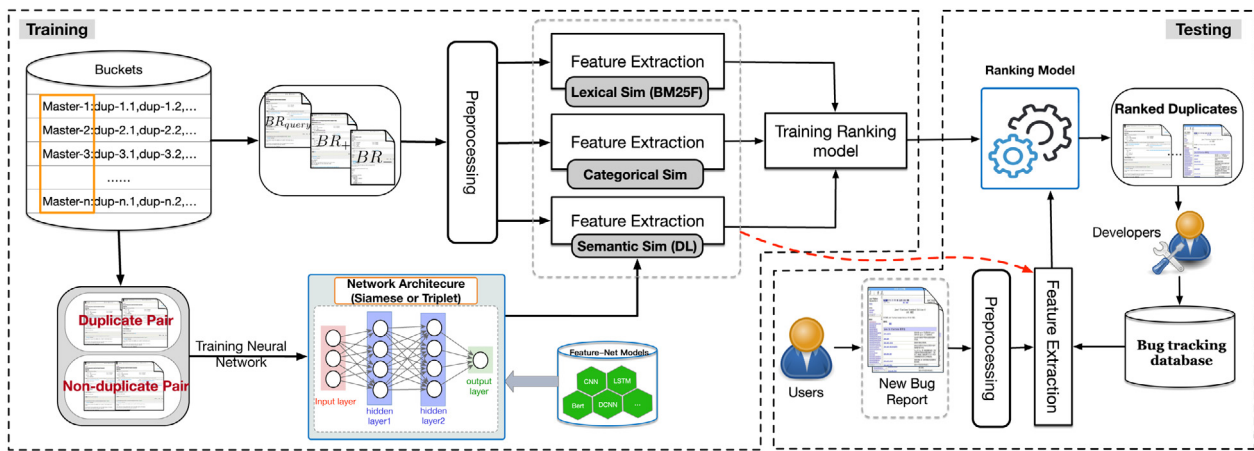 Training
Buckets
Master-1:dup-1.1,dup-1.2,...
Master-2:dup-2.1,dup-2.2,...
Master-3:dup-3.1,dup-3.2,...
......
Master-n:dup-n.1,dup-n.2,...
BRquery
BR+
BR−
Preprocessing
Feature Extraction
Lexical Sim (BM25F)
Feature Extraction
Categorical Sim
Feature Extraction
Semantic Sim (DL)
Training Ranking
model
Duplicate Pair
Non-duplicate Pair
Training Neural
Network
Network Architecure
(Siamese or Triplet)
Input layer
hidden
layer1
hidden
layer2
output
layer
Feature-Net Models
CNN
LSTM
Bert
DCNN
...
Testing
Ranking Model
Ranked Duplicates
....
Developers
Users
New Bug
Report
Preprocessing
Feature Extraction
Bug tracking
database